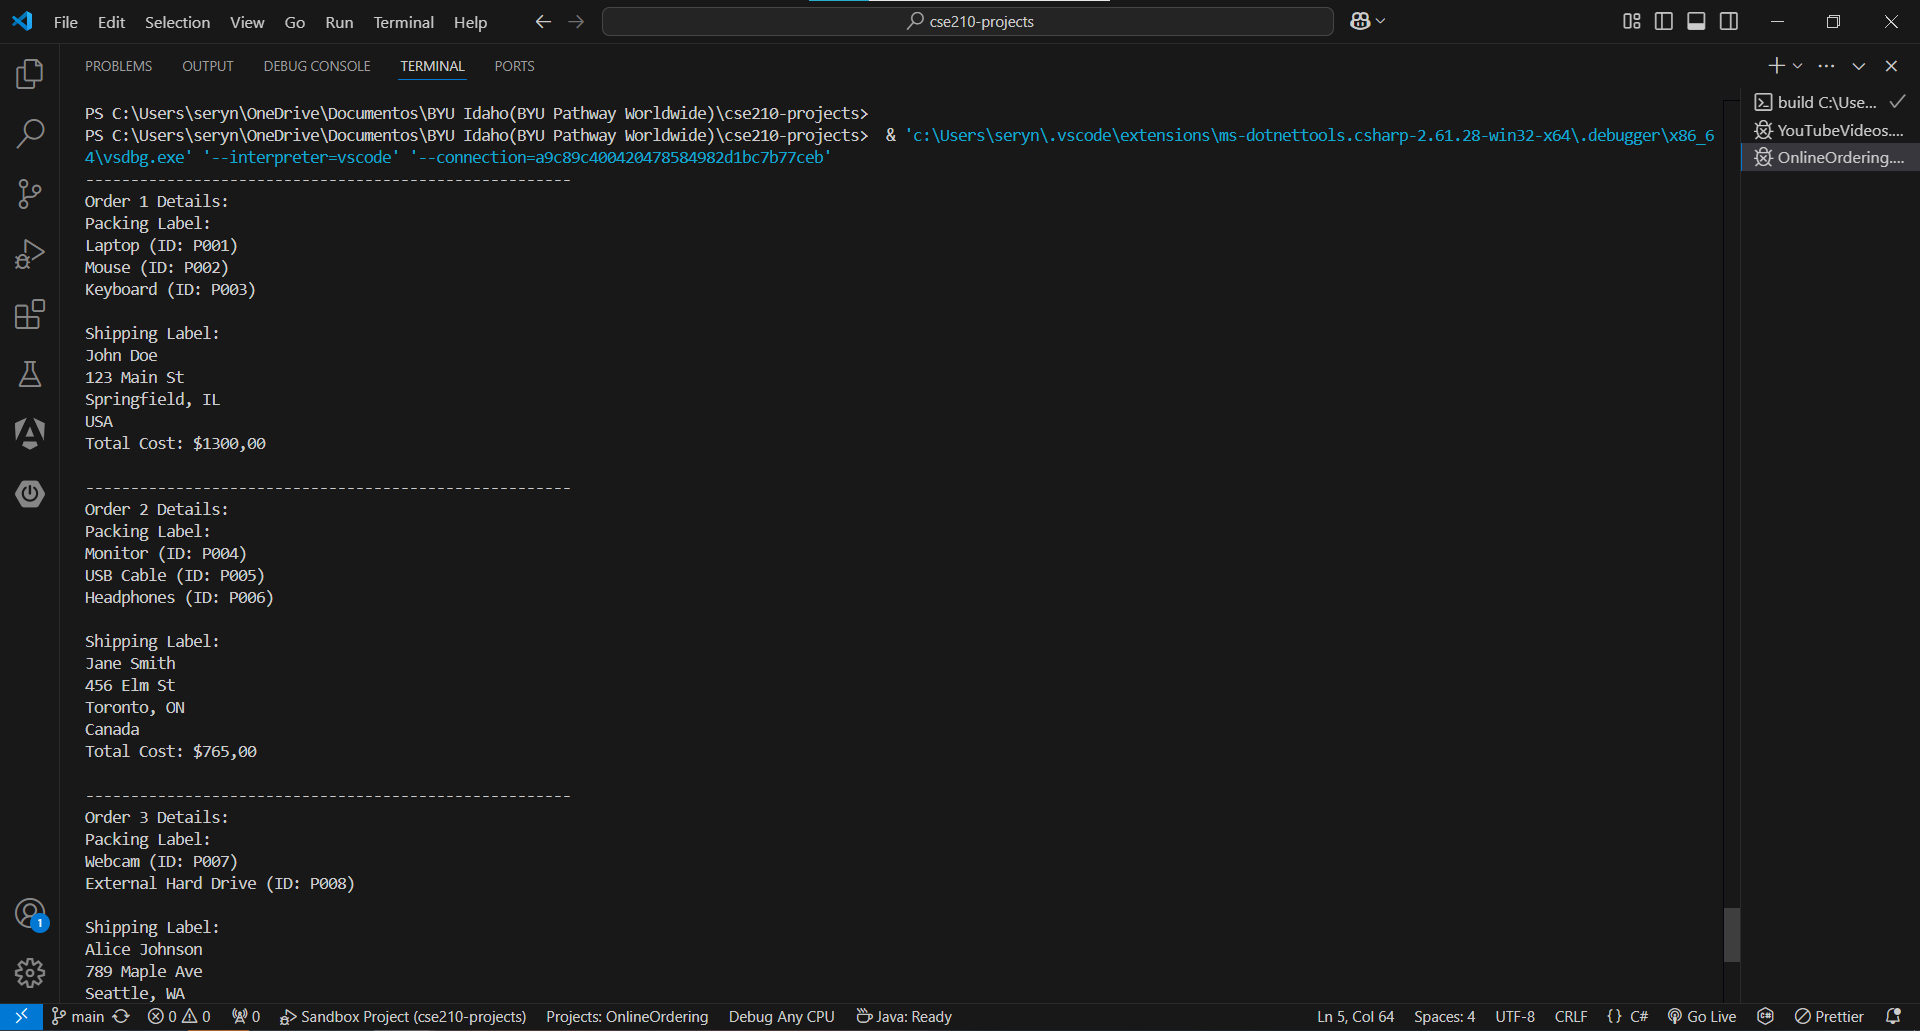 File Edit Selection View Go Run Terminal Help
cse210-projects
PROBLEMS OUTPUT DEBUG CONSOLE TERMINAL PORTS
PS C:\Users\seryn\OneDrive\Documentos\BYU Idaho(BYU Pathway Worldwide)\cse210-projects>
PS C:\Users\seryn\OneDrive\Documentos\BYU Idaho(BYU Pathway Worldwide)\cse210-projects>  & 'c:\Users\seryn\.vscode\extensions\ms-dotnettools.csharp-2.61.28-win32-x64\.debugger\x86_6
4\vsdbg.exe' '--interpreter=vscode' '--connection=a9c89c400420478584982d1bc7b77ceb'
------------------------------------------------------
Order 1 Details:
Packing Label:
Laptop (ID: P001)
Mouse (ID: P002)
Keyboard (ID: P003)
Shipping Label:
John Doe
123 Main St
Springfield, IL
USA
Total Cost: $1300,00
------------------------------------------------------
Order 2 Details:
Packing Label:
Monitor (ID: P004)
USB Cable (ID: P005)
Headphones (ID: P006)
Shipping Label:
Jane Smith
456 Elm St
Toronto, ON
Canada
Total Cost: $765,00
------------------------------------------------------
Order 3 Details:
Packing Label:
Webcam (ID: P007)
External Hard Drive (ID: P008)
Shipping Label:
Alice Johnson
789 Maple Ave
Seattle, WA
build C:\Use...
YouTubeVideos....
OnlineOrdering....
1
main 0 0 0 Sandbox Project (cse210-projects) Projects: OnlineOrdering Debug Any CPU Java: Ready Ln 5, Col 64 Spaces: 4 UTF-8 CRLF {} C# Go Live Prettier